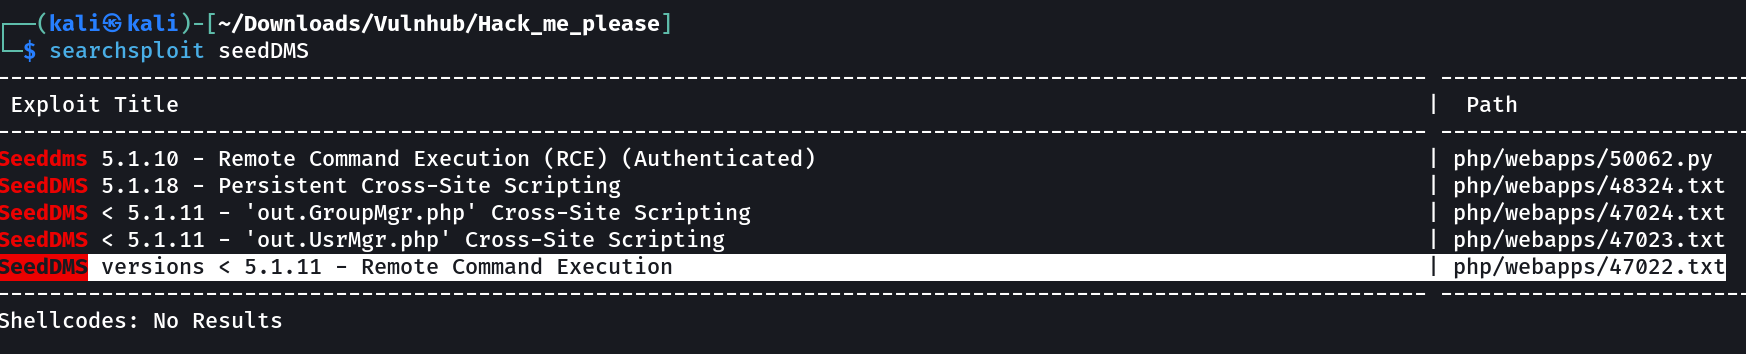 ┌──(kali㉿kali)-[~/Downloads/Vulnhub/Hack_me_please]
└─$ searchsploit seedDMS
Exploit Title | Path
Seeddms 5.1.10 - Remote Command Execution (RCE) (Authenticated) | php/webapps/50062.py
SeedDMS 5.1.18 - Persistent Cross-Site Scripting | php/webapps/48324.txt
SeedDMS < 5.1.11 - 'out.GroupMgr.php' Cross-Site Scripting | php/webapps/47024.txt
SeedDMS < 5.1.11 - 'out.UsrMgr.php' Cross-Site Scripting | php/webapps/47023.txt
SeedDMS versions < 5.1.11 - Remote Command Execution | php/webapps/47022.txt
Shellcodes: No Results